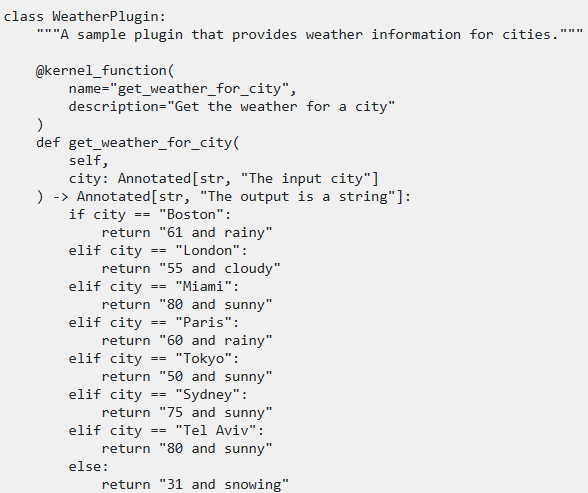 class WeatherPlugin:
    """A sample plugin that provides weather information for cities."""

    @kernel_function(
        name="get_weather_for_city",
        description="Get the weather for a city"
    )
    def get_weather_for_city(
        self,
        city: Annotated[str, "The input city"]
    ) -> Annotated[str, "The output is a string"]:
        if city == "Boston":
            return "61 and rainy"
        elif city == "London":
            return "55 and cloudy"
        elif city == "Miami":
            return "80 and sunny"
        elif city == "Paris":
            return "60 and rainy"
        elif city == "Tokyo":
            return "50 and sunny"
        elif city == "Sydney":
            return "75 and sunny"
        elif city == "Tel Aviv":
            return "80 and sunny"
        else:
            return "31 and snowing"